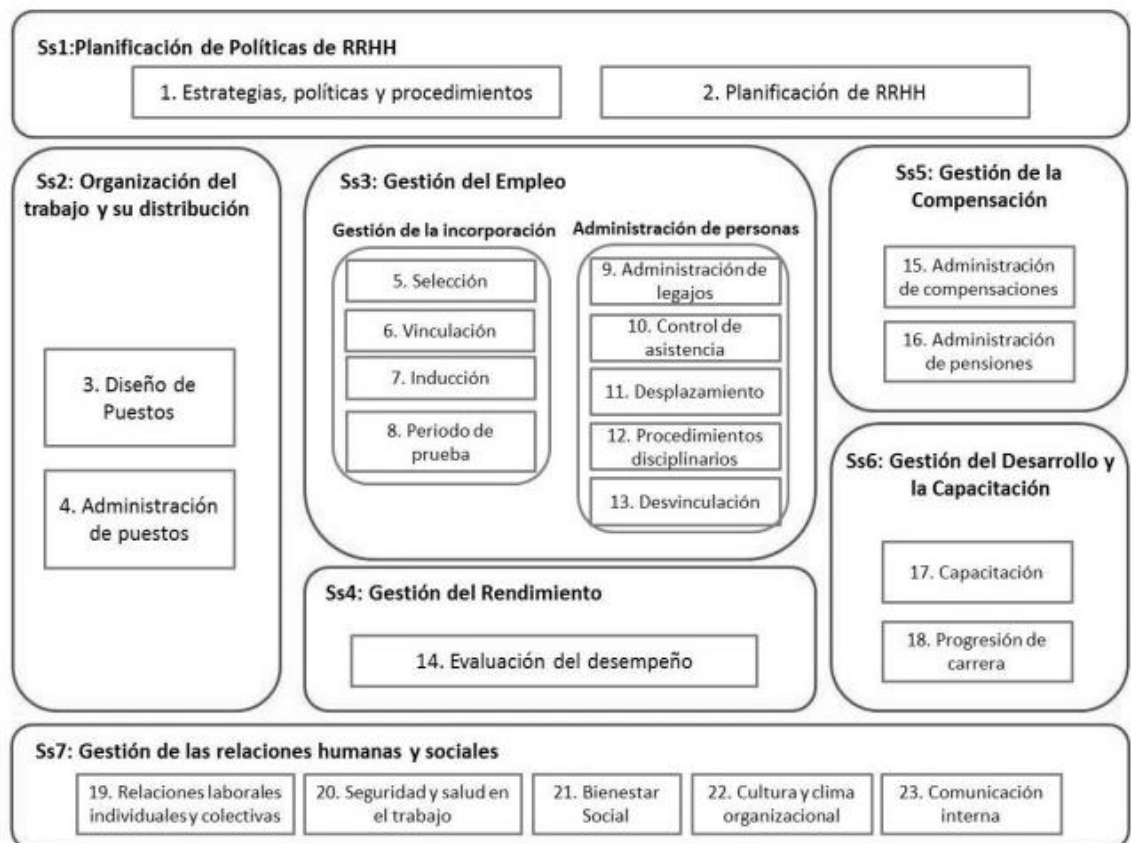 Ss1:Planificación de Políticas de RRHH
1. Estrategias, políticas y procedimientos
2. Planificación de RRHH
Ss2: Organización del
trabajo y su distribución
3. Diseño de
Puestos
4. Administración
de puestos
Ss3: Gestión del Empleo
Gestión de la incorporación
5. Selección
6. Vinculación
7. Inducción
8. Periodo de
prueba
Administración de personas
9. Administración de
legajos
10. Control de
asistencia
11. Desplazamiento
12. Procedimientos
disciplinarios
13. Desvinculación
Ss4: Gestión del Rendimiento
14. Evaluación del desempeño
Ss5: Gestión de la
Compensación
15. Administración
de compensaciones
16. Administración
de pensiones
Ss6: Gestión del Desarrollo y
la Capacitación
17. Capacitación
18. Progresión de
carrera
Ss7: Gestión de las relaciones humanas y sociales
19. Relaciones laborales
individuales y colectivas
20. Seguridad y salud en
el trabajo
21. Bienestar
Social
22. Cultura y clima
organizacional
23. Comunicación
interna